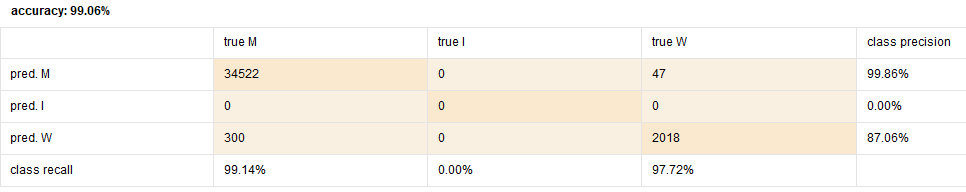 accuracy: 99.06%
true M true I true W class precision
pred. M 34522 0 47 99.86%
pred. I 0 0 0 0.00%
pred. W 300 0 2018 87.06%
class recall 99.14% 0.00% 97.72%